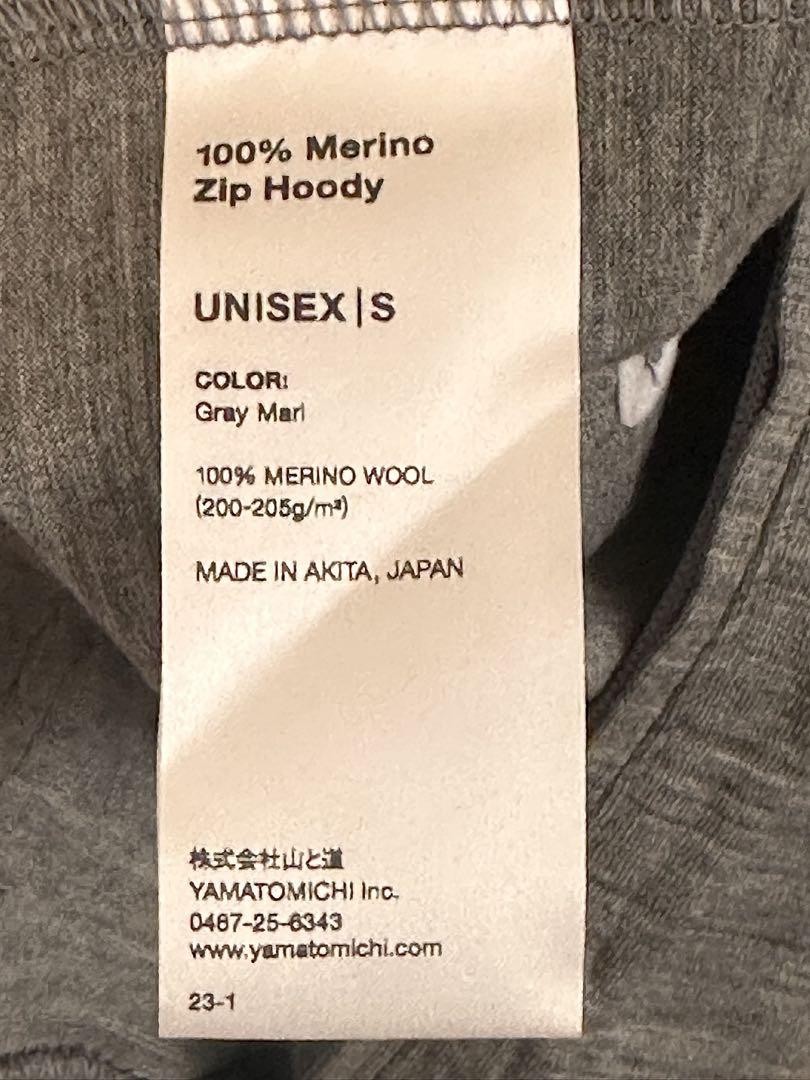 100% Merino
Zip Hoody
UNISEX|S
COLOR:
Gray Marl
100% MERINO WOOL
(200-205g/m²)
MADE IN AKITA, JAPAN
株式会社山と道
YAMATOMICHI Inc.
0467-25-6343
www.yamatomichi.com
23-1